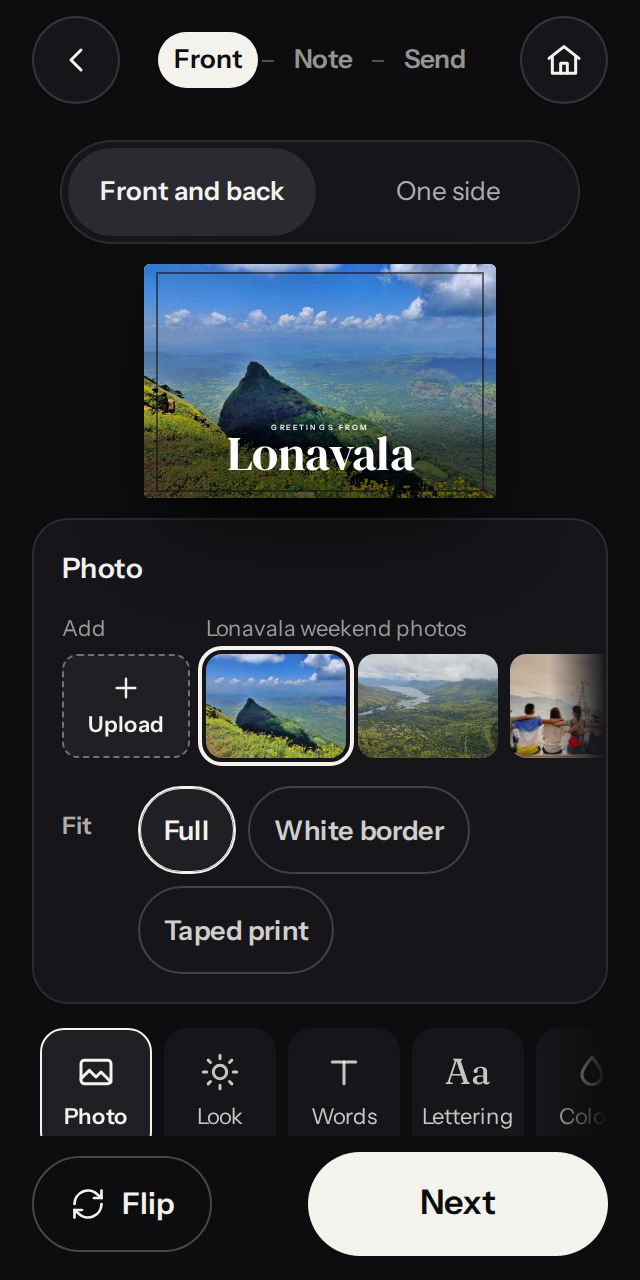 Front – Note – Send
Front and back
One side
GREETINGS FROM
Lonavala
Photo
Add
Lonavala weekend photos
Upload
Fit
Full
White border
Taped print
Photo
Look
Words
Aa
Lettering
Flip
Next